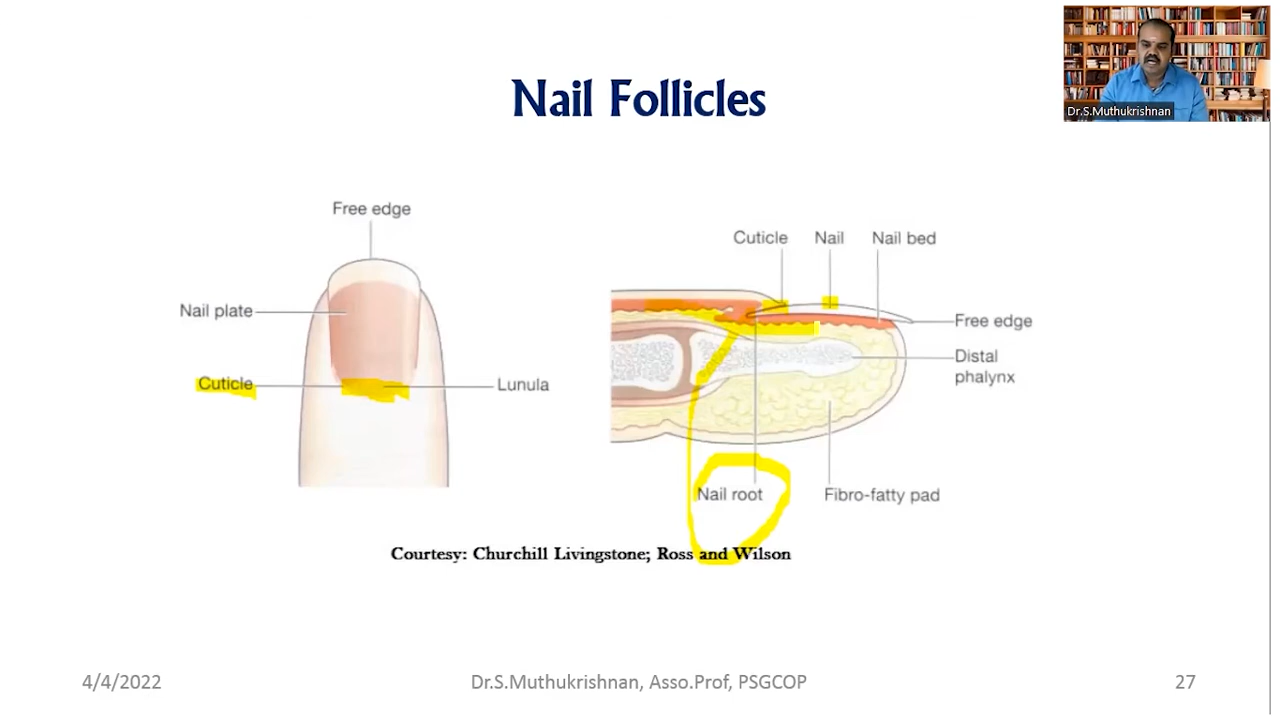 Dr.S.Muthukrishnan
Nail Follicles
Free edge
Nail plate
Cuticle
Lunula
Cuticle
Nail
Nail bed
Free edge
Distal
phalynx
Nail root
Fibro-fatty pad
Courtesy: Churchill Livingstone; Ross and Wilson
4/4/2022
Dr.S.Muthukrishnan, Asso.Prof, PSGCOP
27